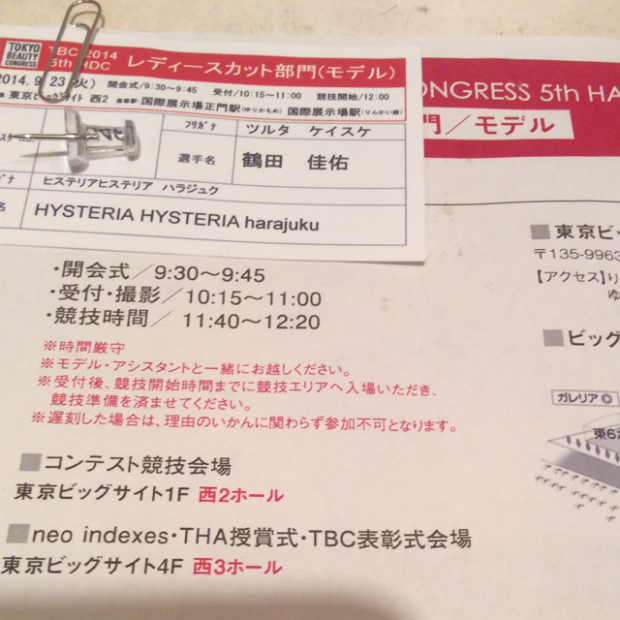 TOKYO
BEAUTY
CONGRESS
TBC 2014
5th HDC
レディースカット部門(モデル)
2014. 9. 23(火) 開会式/9:30～9:45 受付/10:15～11:00 競技開始/12:00
東京ビッグサイト 西2 国際展示場正門駅(ゆりかもめ) 国際展示場駅(りんかい線)
フリガナ ツルタ ケイスケ
選手名 鶴田 佳佑
ヒステリアヒステリア ハラジュク
名 HYSTERIA HYSTERIA harajuku
ONGRESS 5th HA
門/モデル
・開会式/9:30～9:45
・受付・撮影/10:15～11:00
・競技時間/ 11:40～12:20
※時間厳守
※モデル・アシスタントと一緒にお越しください。
※受付後、競技開始時間までに競技エリアへ入場いただき、
競技準備を済ませてください。
※遅刻した場合は、理由のいかんに関わらず参加不可となります。
■コンテスト競技会場
東京ビッグサイト1F 西2ホール
■neo indexes・THA授賞式・TBC表彰式会場
東京ビッグサイト4F 西3ホール
■東京ビ
〒135-9963
【アクセス】り
ゆ
■ビッグ
ガレリア
東6